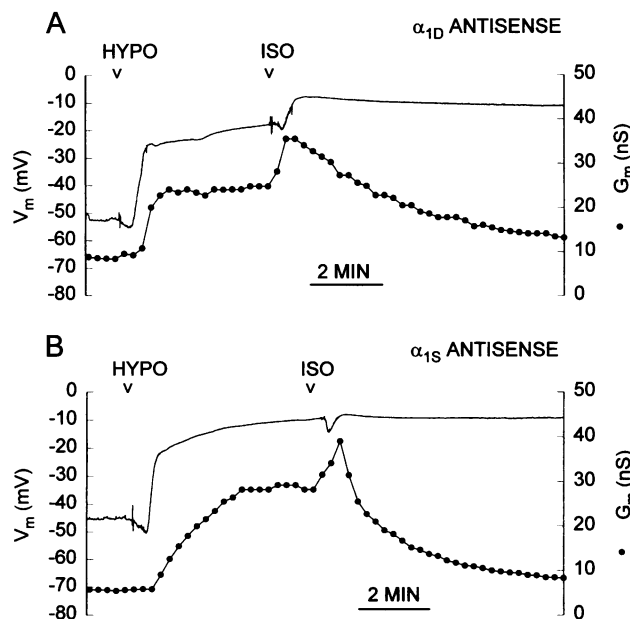 A
α1D ANTISENSE
HYPO
ISO
0
-10
-20
-30
-40
-50
-60
-70
-80
Vm (mV)
50
40
30
20
10
0
Gm (nS)
2 MIN
B
α1S ANTISENSE
HYPO
ISO
0
-10
-20
-30
-40
-50
-60
-70
-80
Vm (mV)
50
40
30
20
10
0
Gm (nS)
2 MIN